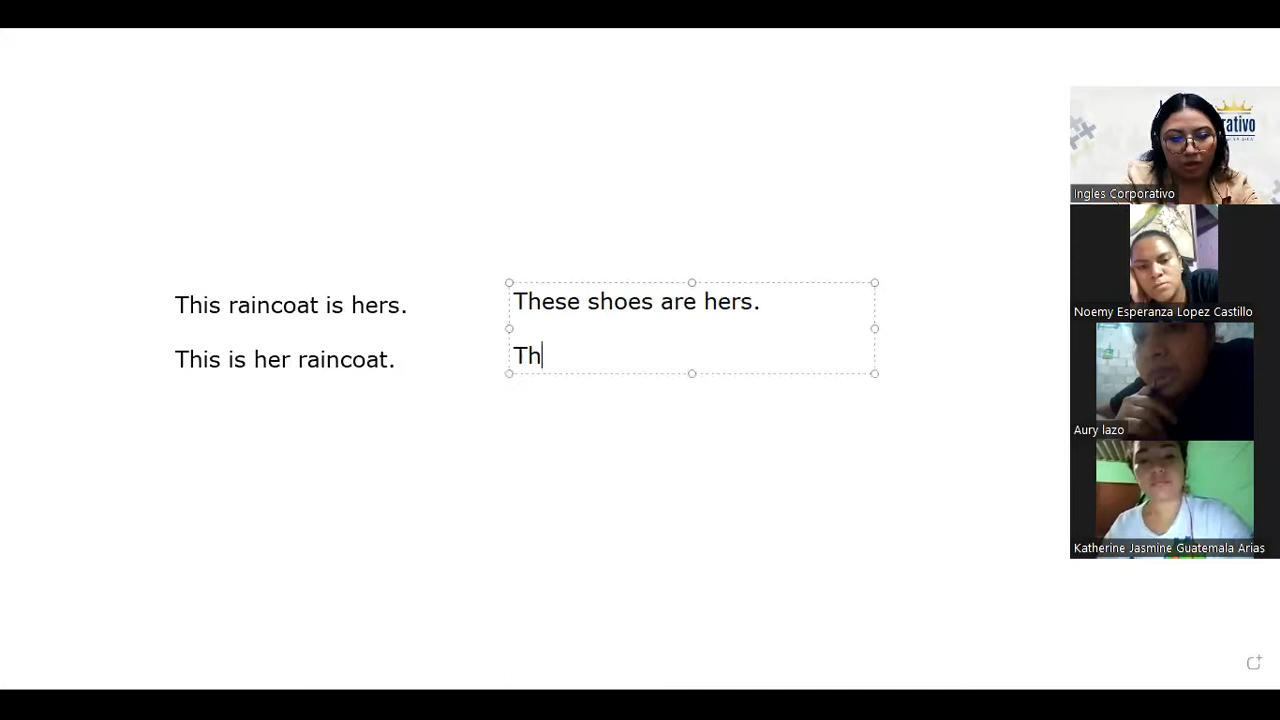 This raincoat is hers.
This is her raincoat.
These shoes are hers.
Th
rativo
Ingles Corporativo
Noemy Esperanza Lopez Castillo
Aury lazo
Katherine Jasmine Guatemala Arias